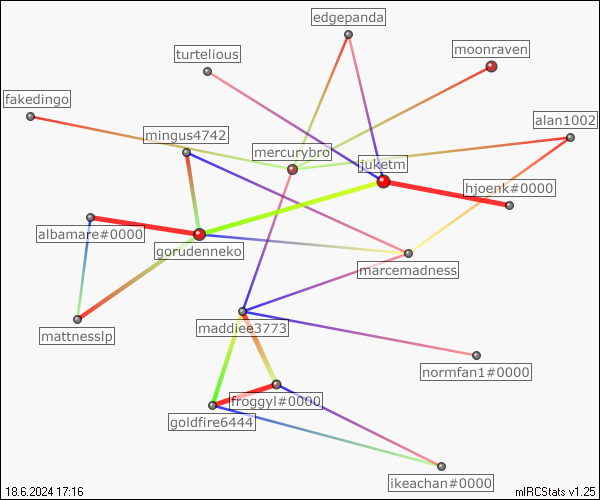 edgepanda
moonraven
turtelious
fakedingo
alan1002
mingus4742
mercurybro
juketm
hjoenk#0000
albamare#0000
gorudenneko
marcemadness
mattnesslp
maddiee3773
normfan1#0000
froggyl#0000
goldfire6444
ikeachan#0000
18.6.2024 17:16
mIRCStats v1.25